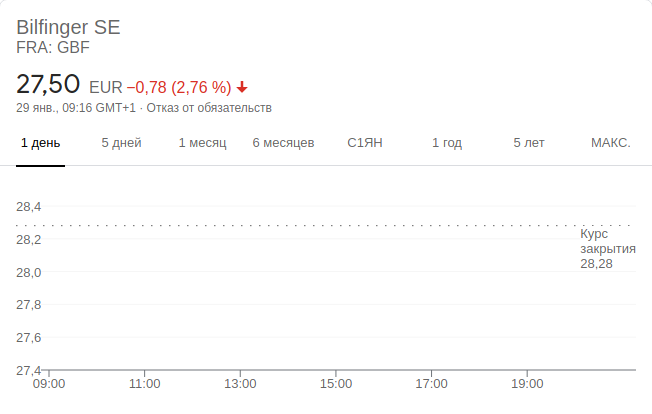 Bilfinger SE
FRA: GBF
27,50 EUR −0,78 (2,76 %)
29 янв., 09:16 GMT+1 · Отказ от обязательств
1 день 5 дней 1 месяц 6 месяцев С1ЯН 1 год 5 лет МАКС.
28,4
28,2
28,0
27,8
27,6
27,4
Курс
закрытия
28,28
09:00 11:00 13:00 15:00 17:00 19:00